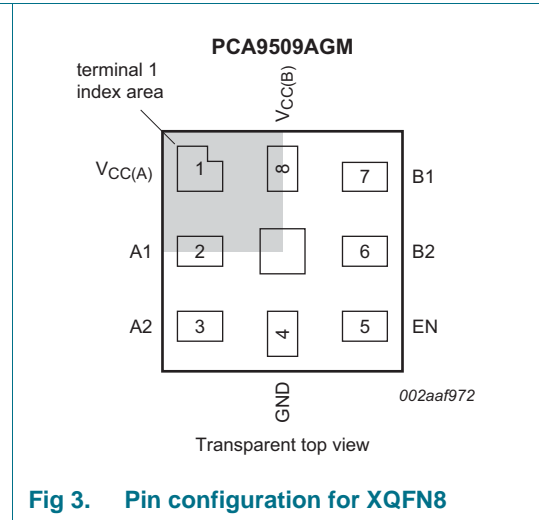 PCA9509AGM
terminal 1
index area
VCC(B)
VCC(A) 1 8 7 B1
A1 2 6 B2
A2 3 4 5 EN
GND
002aaf972
Transparent top view
Fig 3. Pin configuration for XQFN8